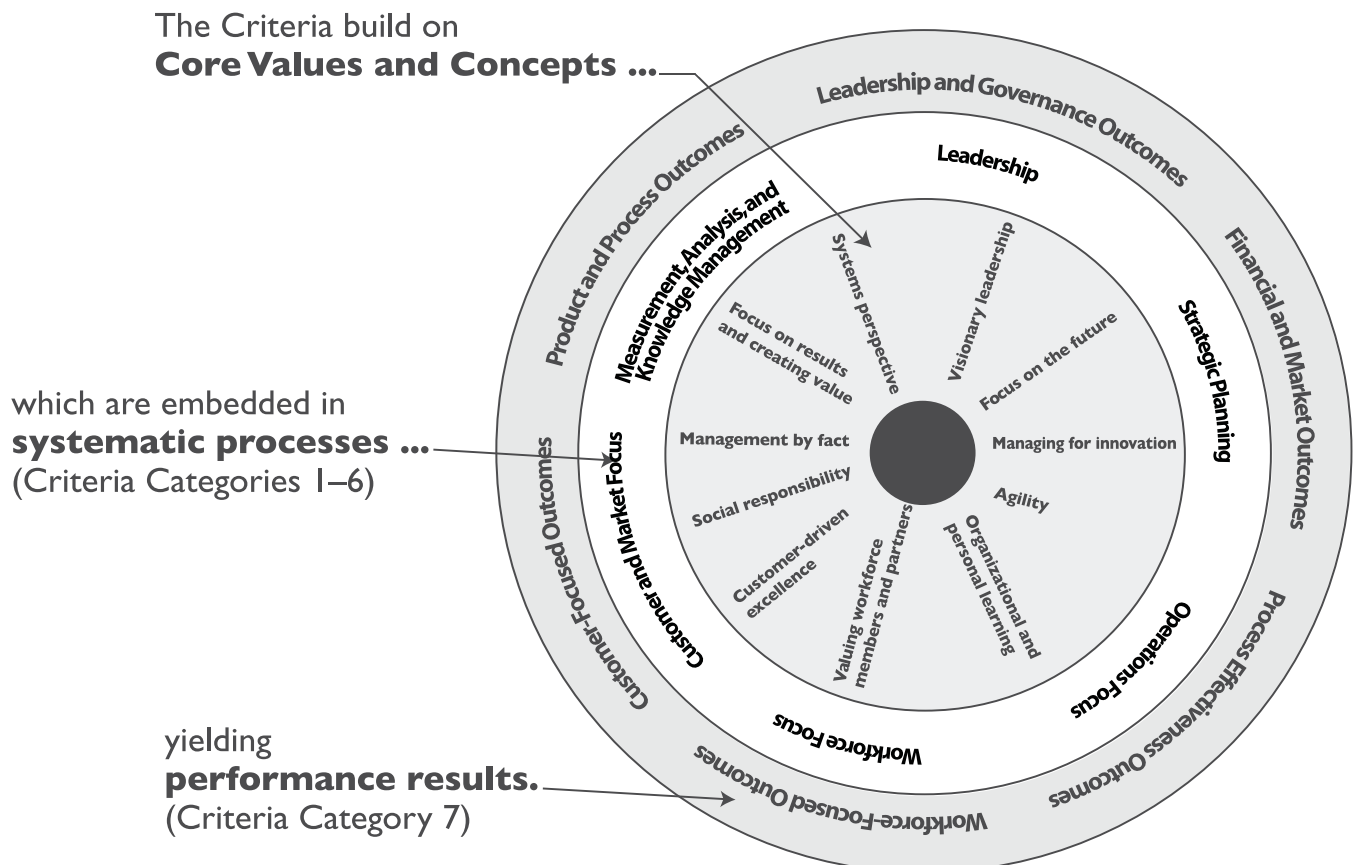 The Criteria build on
Core Values and Concepts ...
which are embedded in
systematic processes ...
(Criteria Categories 1–6)
yielding
performance results.
(Criteria Category 7)
Leadership and Governance Outcomes
Financial and Market Outcomes
Process Effectiveness Outcomes
Workforce-Focused Outcomes
Customer-Focused Outcomes
Product and Process Outcomes
Leadership
Strategic Planning
Operations Focus
Workforce Focus
Customer and Market Focus
Measurement, Analysis, and
Knowledge Management
Systems perspective
Visionary leadership
Focus on the future
Managing for innovation
Agility
Organizational and
personal learning
Valuing workforce
members and partners
Customer-driven
excellence
Social responsibility
Management by fact
Focus on results
and creating value